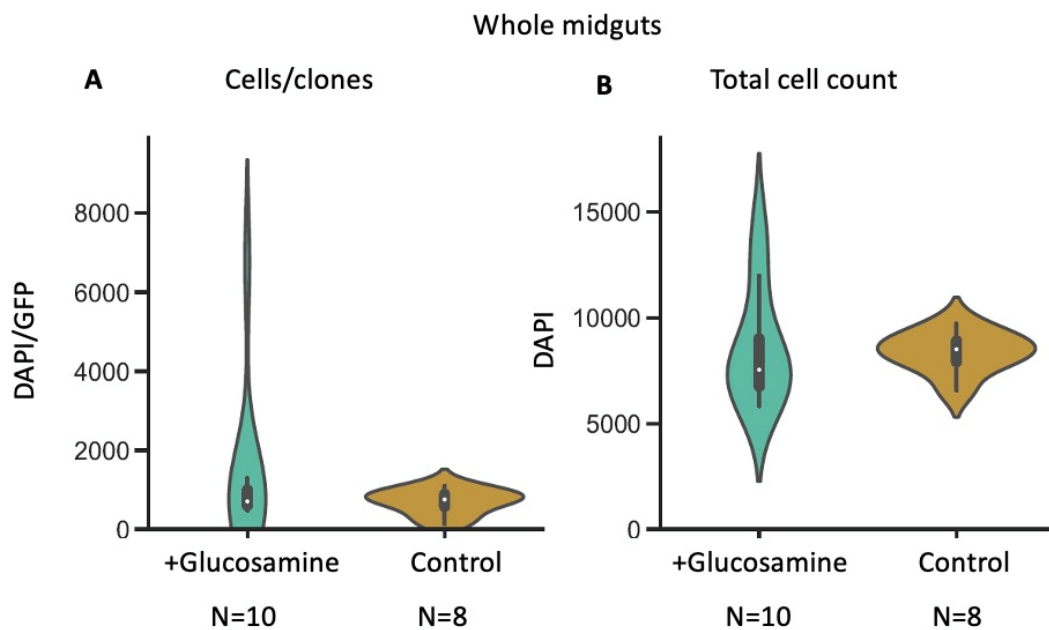 Whole midguts
A Cells/clones
DAPI/GFP
8000
6000
4000
2000
0
+Glucosamine Control
N=10 N=8
B Total cell count
DAPI
15000
10000
5000
0
+Glucosamine Control
N=10 N=8